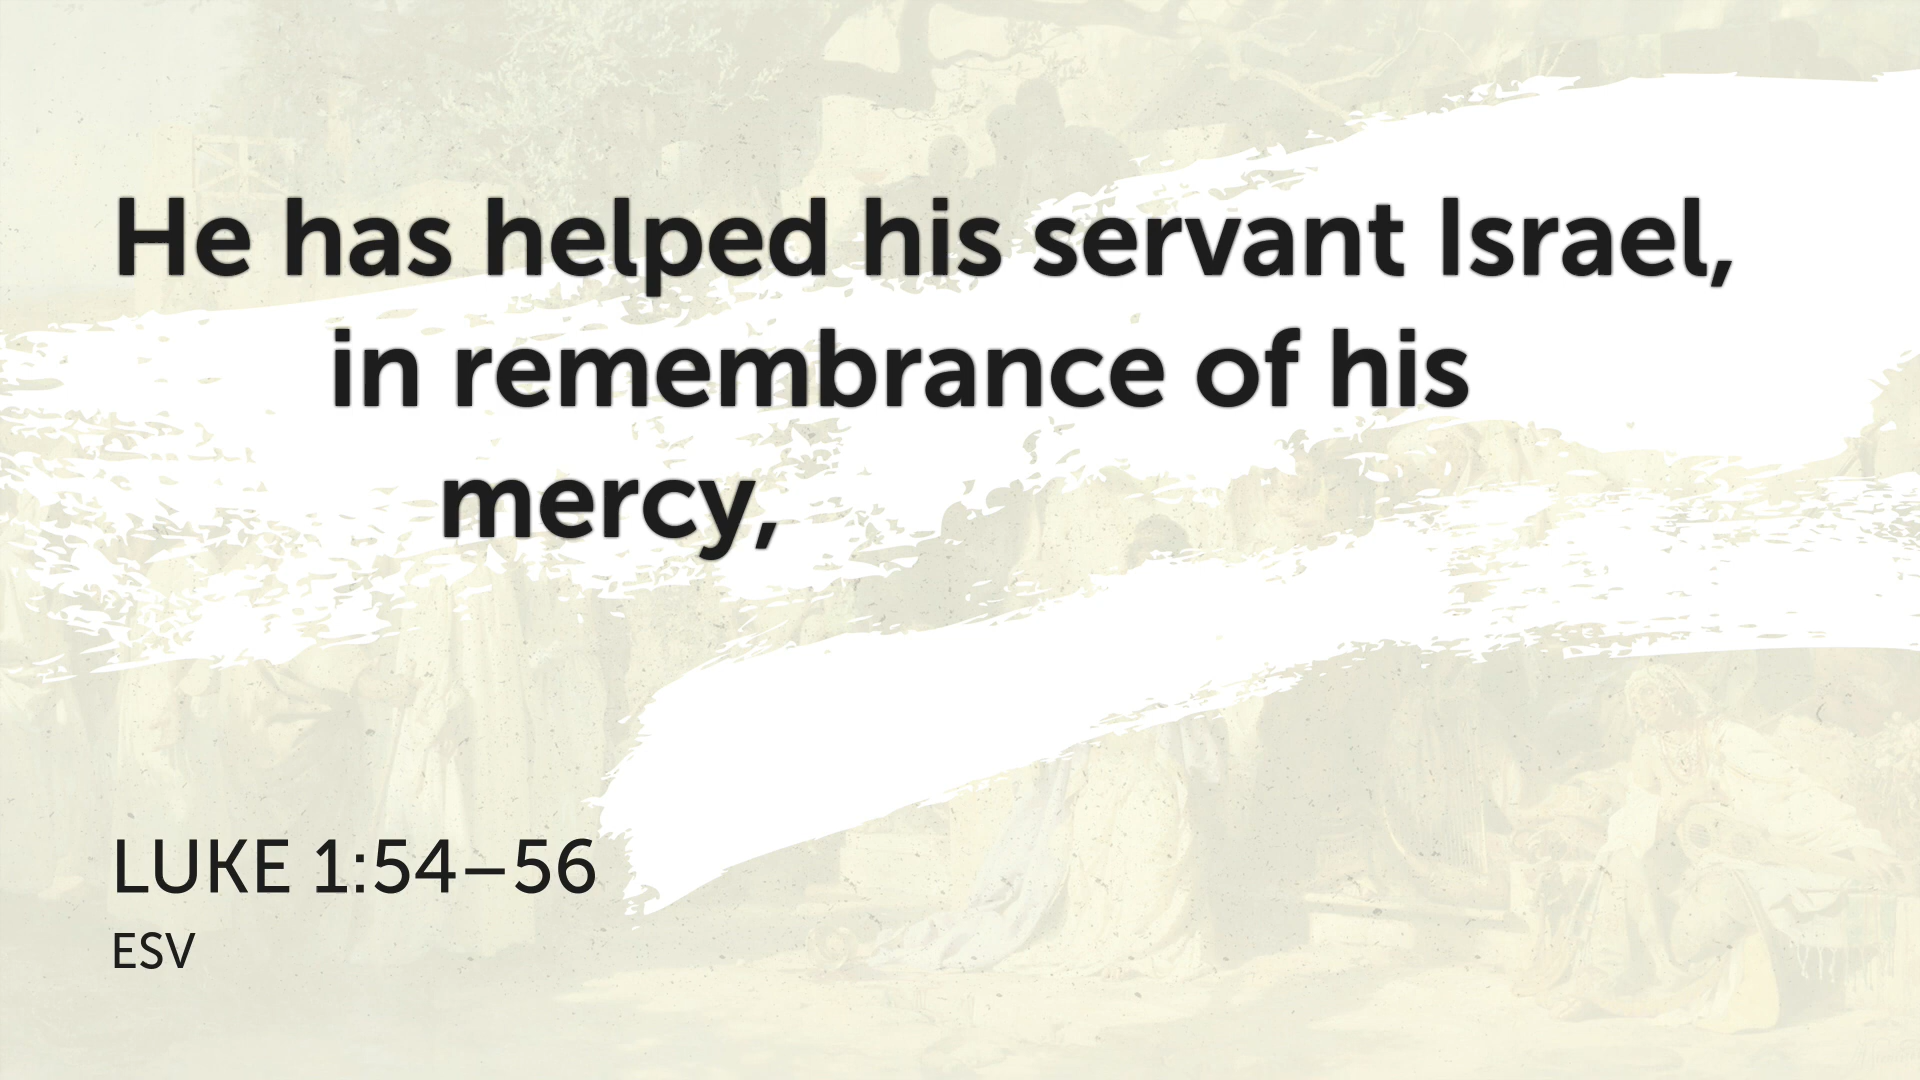 He has helped his servant Israel,
in remembrance of his
mercy,
LUKE 1:54–56
ESV